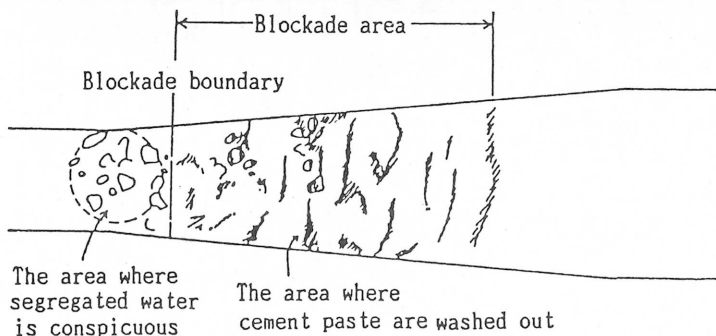 Blockade area
Blockade boundary
The area where
segregated water
is conspicuous
The area where
cement paste are washed out